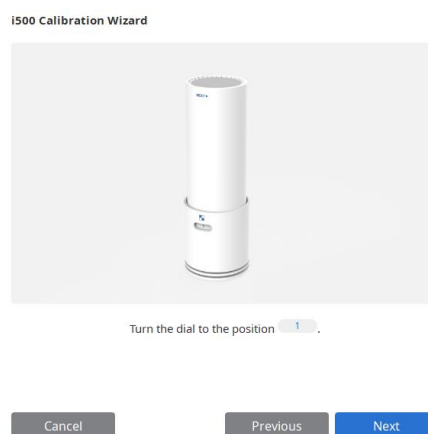 i500 Calibration Wizard
Turn the dial to the position 1 .
Cancel
Previous
Next